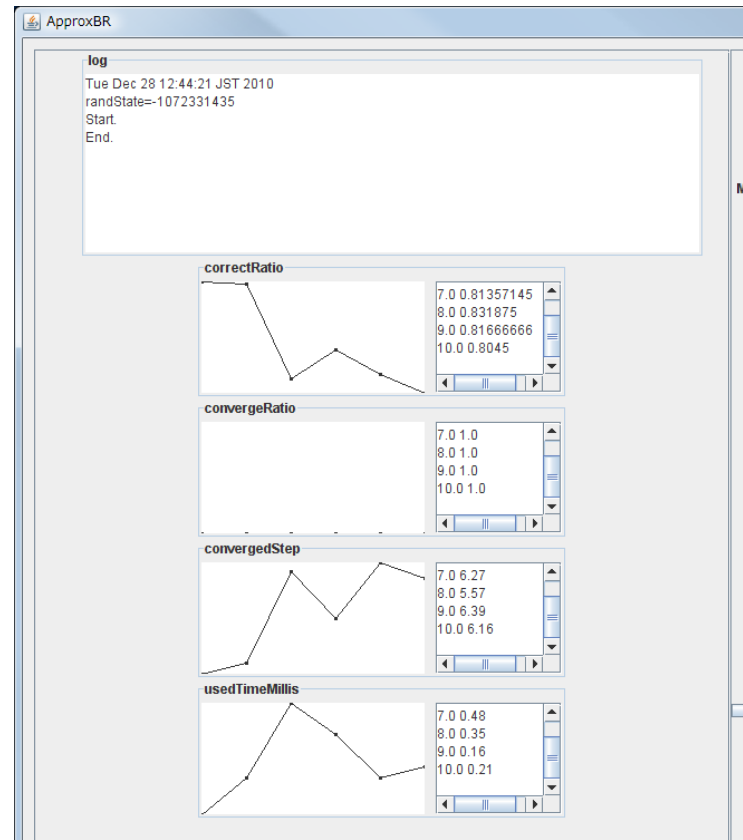 ApproxBR
log
Tue Dec 28 12:44:21 JST 2010
randState=-1072331435
Start.
End.
M
correctRatio
7.0 0.81357145
8.0 0.831875
9.0 0.81666666
10.0 0.8045
convergeRatio
7.0 1.0
8.0 1.0
9.0 1.0
10.0 1.0
convergedStep
7.0 6.27
8.0 5.57
9.0 6.39
10.0 6.16
usedTimeMillis
7.0 0.48
8.0 0.35
9.0 0.16
10.0 0.21